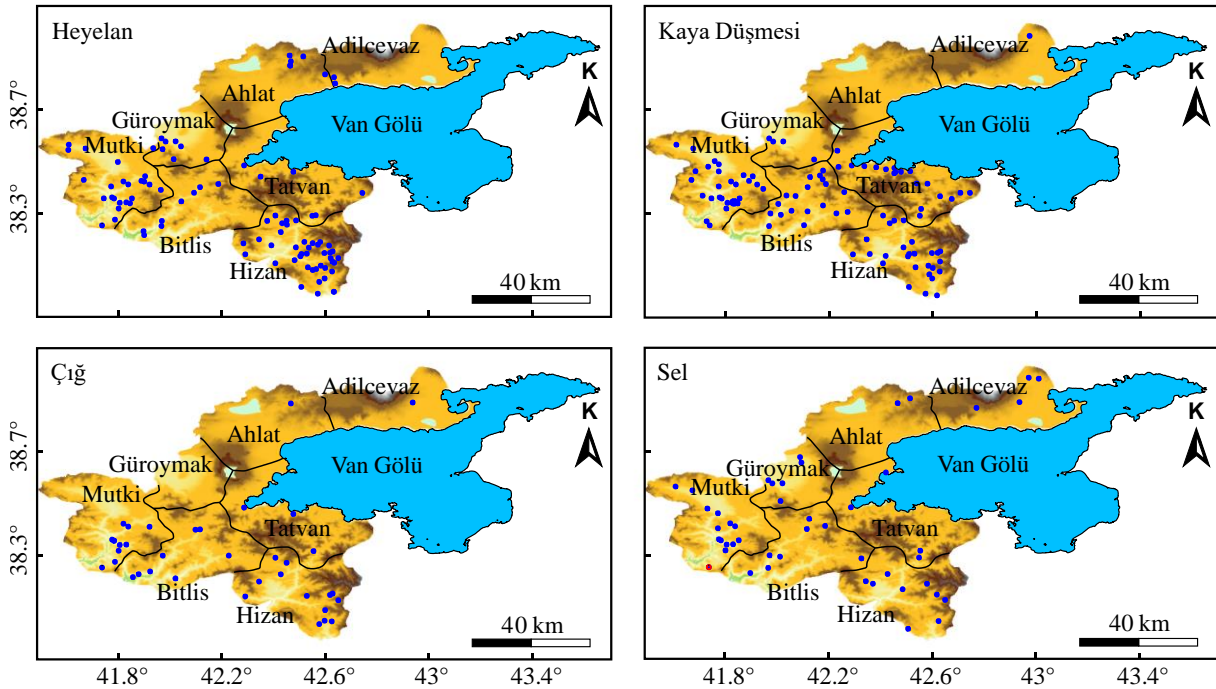 Heyelan
Adilcevaz
K
Ahlat
Van Gölü
Güroymak
Mutki
Tatvan
Bitlis
Hizan
40 km
38.7°
38.3°
Kaya Düşmesi
Adilcevaz
K
Ahlat
Van Gölü
Güroymak
Mutki
Tatvan
Bitlis
Hizan
40 km
Çığ
Adilcevaz
K
Ahlat
Van Gölü
Güroymak
Mutki
Tatvan
Bitlis
Hizan
40 km
38.7°
38.3°
41.8°
42.2°
42.6°
43°
43.4°
Sel
Adilcevaz
K
Ahlat
Van Gölü
Güroymak
Mutki
Tatvan
Bitlis
Hizan
40 km
41.8°
42.2°
42.6°
43°
43.4°